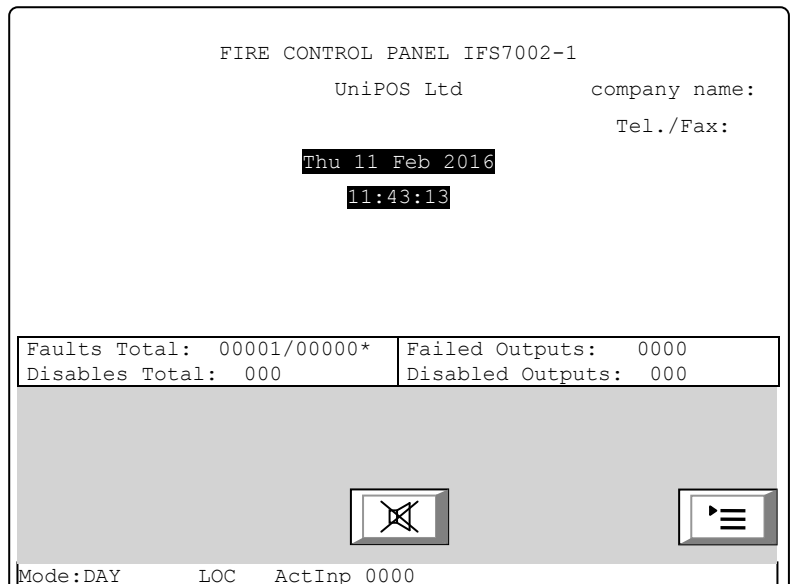 FIRE CONTROL PANEL IFS7002-1
UniPOS Ltd company name:
Tel./Fax:
Thu 11 Feb 2016
11:43:13
Faults Total: 00001/00000* Failed Outputs: 0000
Disables Total: 000 Disabled Outputs: 000
Mode:DAY LOC ActInp 0000